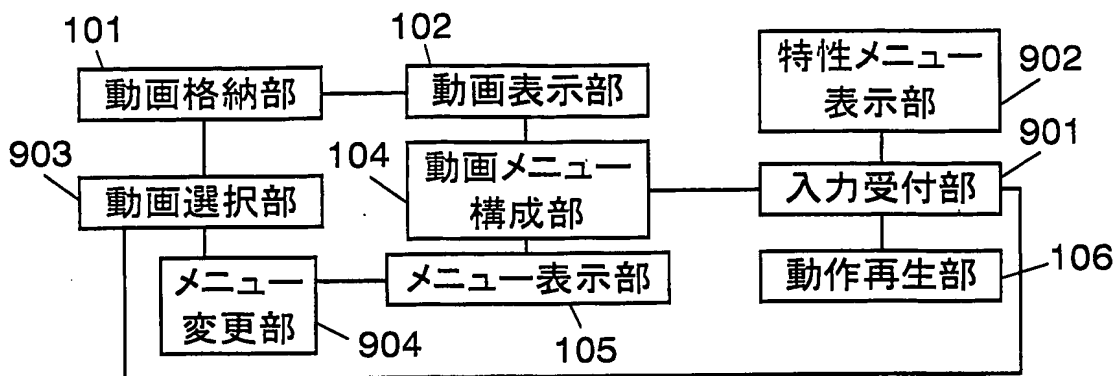 101
動画格納部
102
動画表示部
特性メニュー
表示部
902
903
動画選択部
104
動画メニュー
構成部
901
入力受付部
メニュー
変更部
904
メニュー表示部
105
動作再生部
106